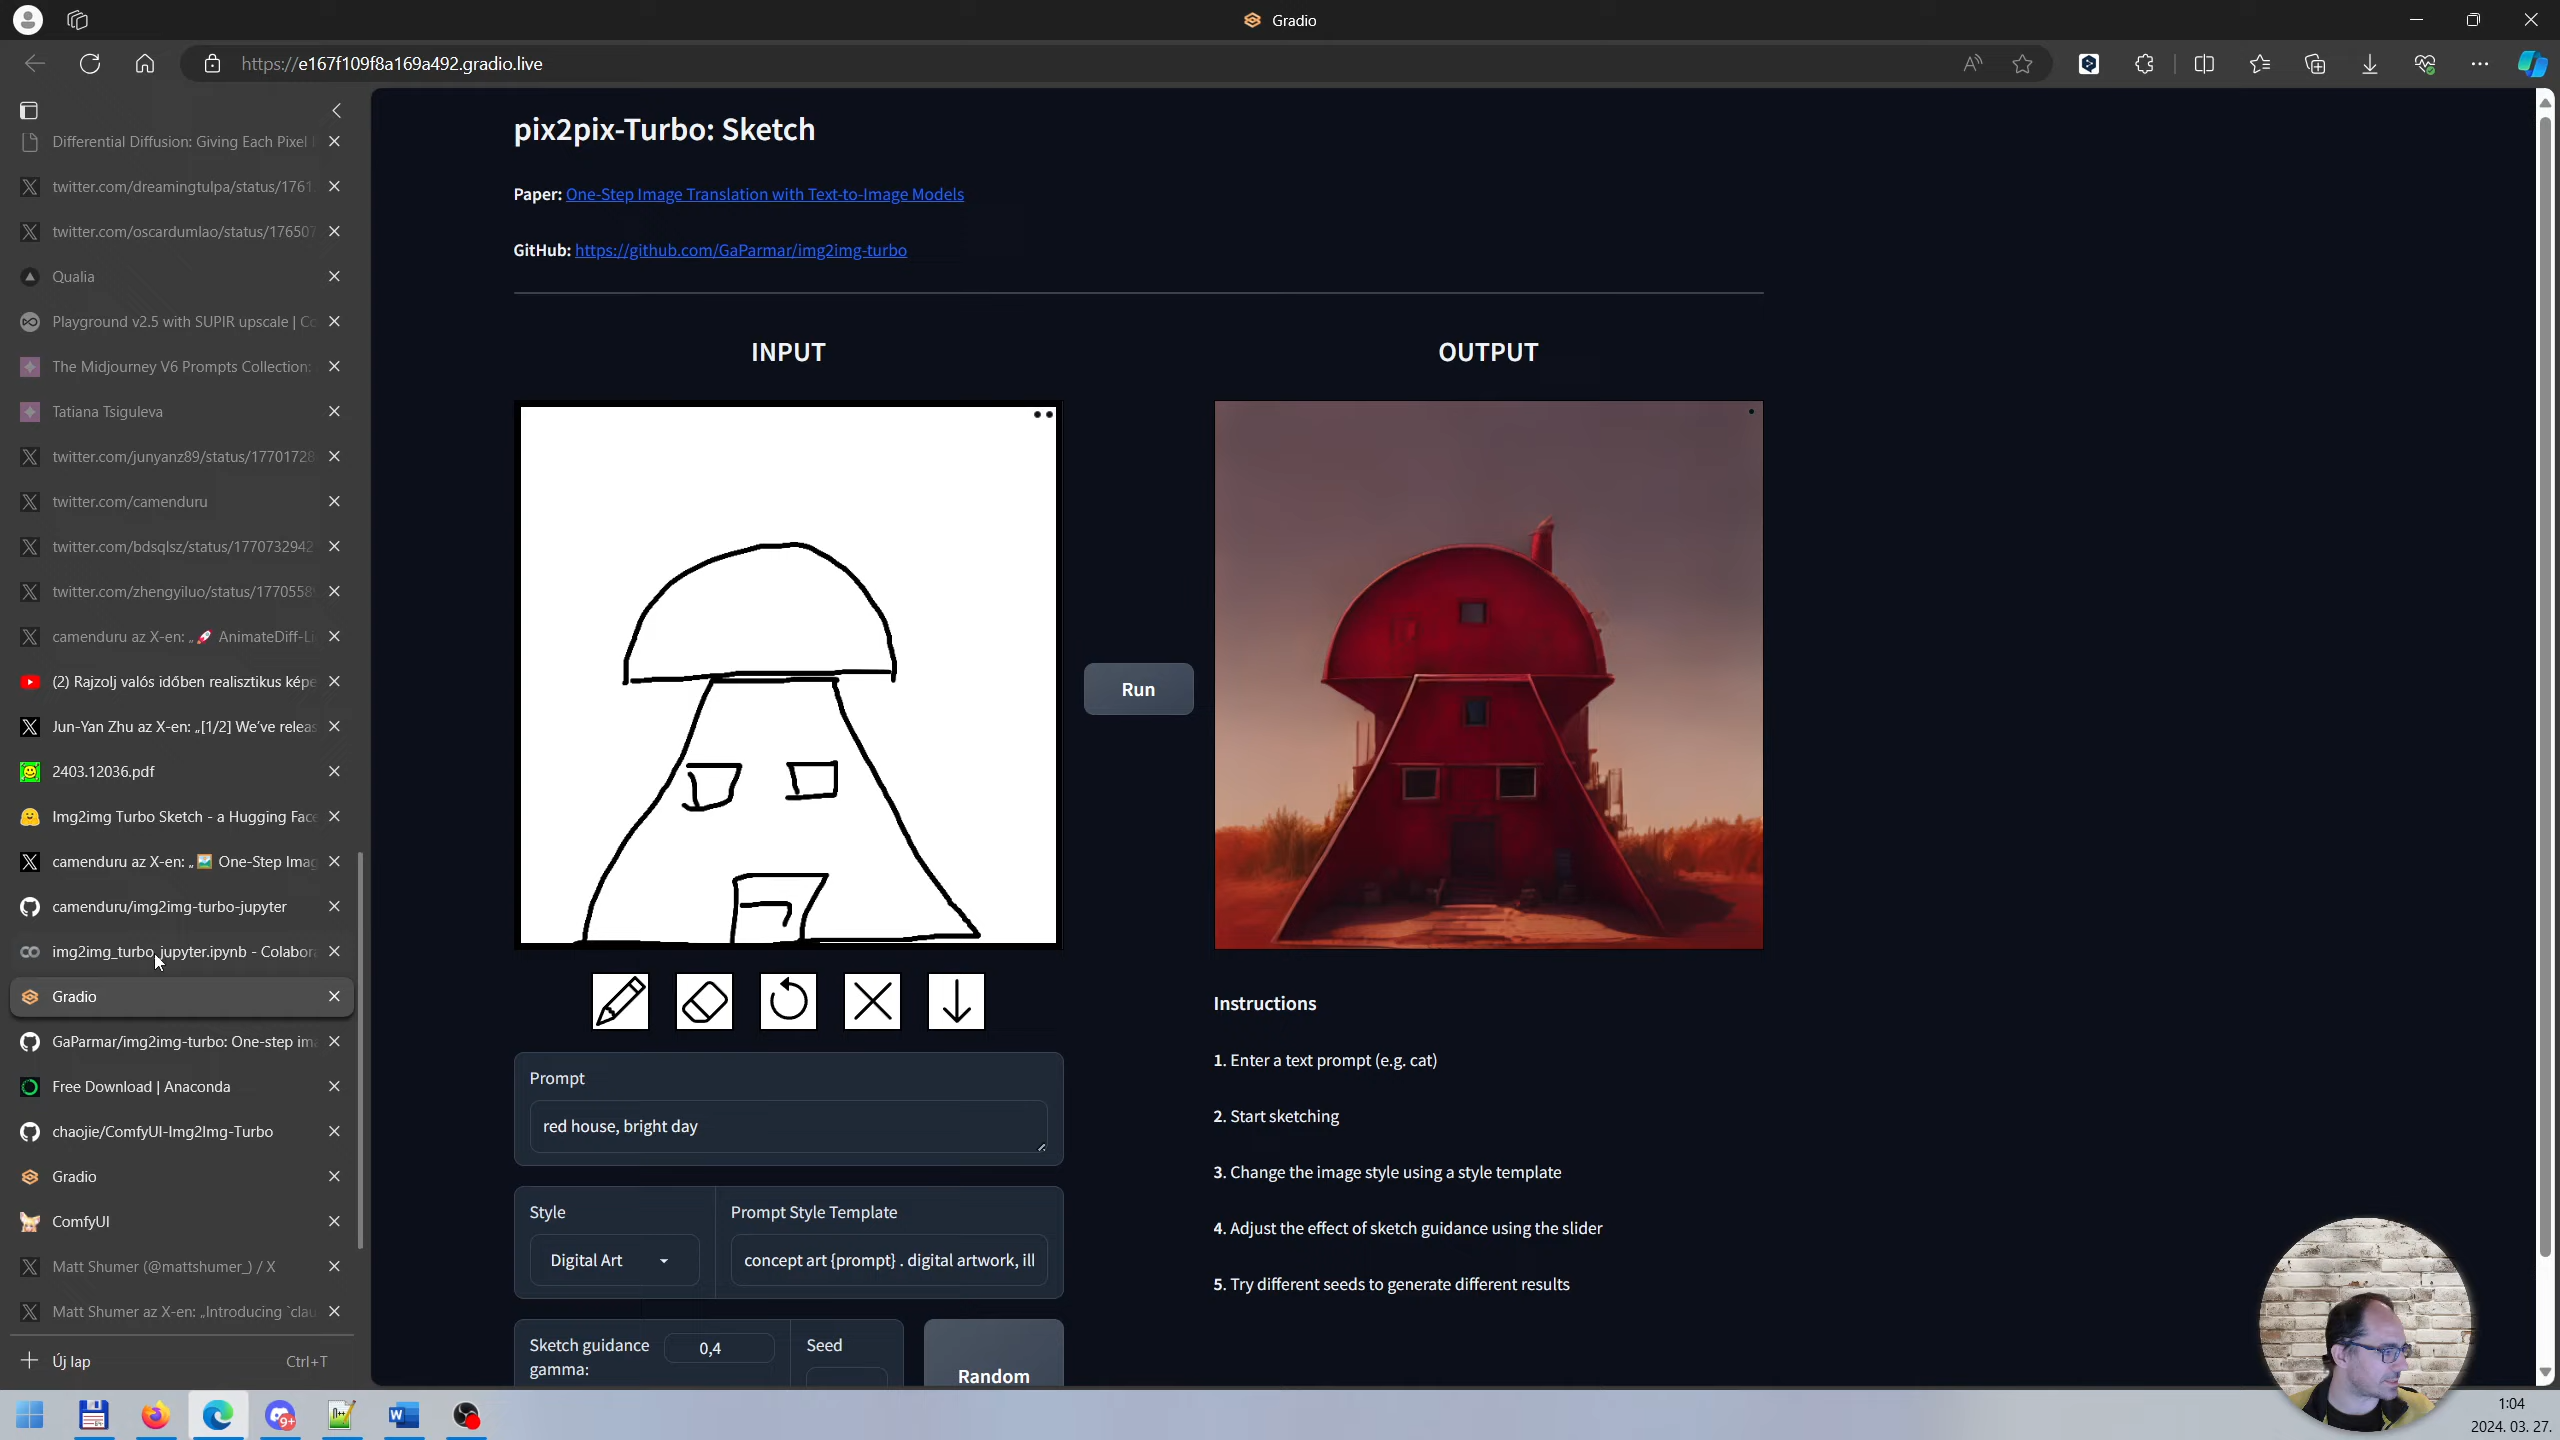 Gradio
https://e167f109f8a169a492.gradio.live
Differential Diffusion: Giving Each Pixel
twitter.com/dreamingtulpa/status/1761
twitter.com/oscardumlao/status/176507
Qualia
Playground v2.5 with SUPIR upscale | Co
The Midjourney V6 Prompts Collection:
Tatiana Tsiguleva
twitter.com/junyanz89/status/17701728
twitter.com/camenduru
twitter.com/bdsqlsz/status/1770732942
twitter.com/zhengyiluo/status/1770558
camenduru az X-en: „🚀 AnimateDiff-Li
(2) Rajzolj valós időben realisztikus képe
Jun-Yan Zhu az X-en: „[1/2] We've releas
2403.12036.pdf
Img2img Turbo Sketch - a Hugging Face
camenduru az X-en: „🖼️ One-Step Imag
camenduru/img2img-turbo-jupyter
img2img_turbo_jupyter.ipynb - Colabora
Gradio
GaParmar/img2img-turbo: One-step ima
Free Download | Anaconda
chaojie/ComfyUI-Img2Img-Turbo
Gradio
ComfyUI
Matt Shumer (@mattshumer_) / X
Matt Shumer az X-en: „Introducing `clau
Új lap Ctrl+T
pix2pix-Turbo: Sketch
Paper: One-Step Image Translation with Text-to-Image Models
GitHub: https://github.com/GaParmar/img2img-turbo
INPUT
OUTPUT
Run
Prompt
red house, bright day
Style
Digital Art
Prompt Style Template
concept art {prompt} . digital artwork, ill
Sketch guidance
gamma:
0,4
Seed
Random
Instructions
1. Enter a text prompt (e.g. cat)
2. Start sketching
3. Change the image style using a style template
4. Adjust the effect of sketch guidance using the slider
5. Try different seeds to generate different results
9+
1:04
2024. 03. 27.